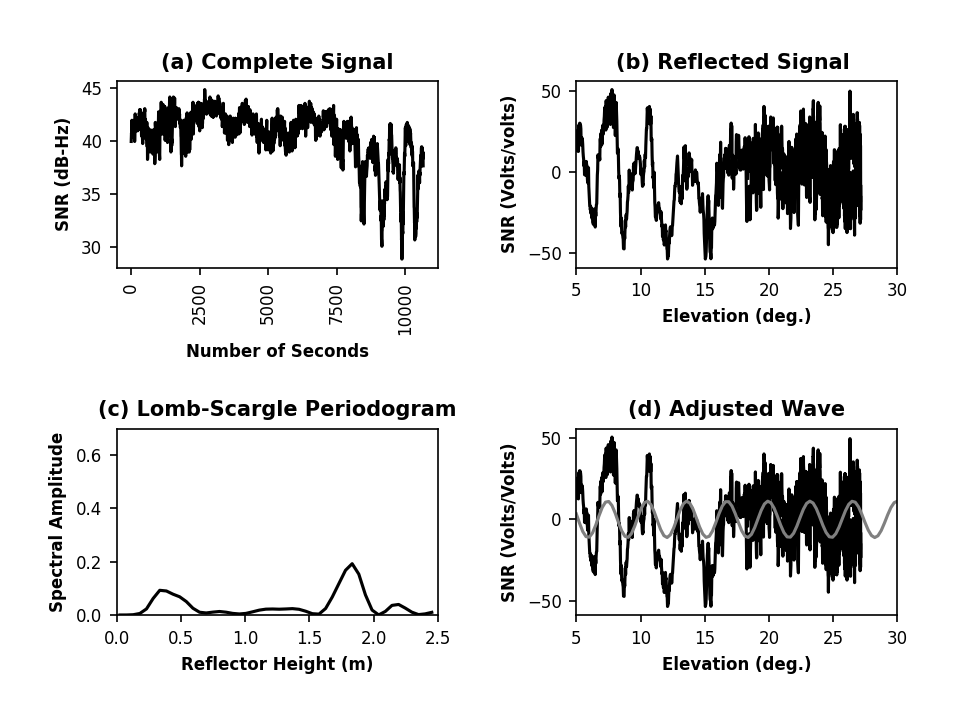 (a) Complete Signal
SNR (dB-Hz)
45
40
35
30
0
2500
5000
7500
10000
Number of Seconds
(b) Reflected Signal
SNR (Volts/volts)
50
0
−50
5 10 15 20 25 30
Elevation (deg.)
(c) Lomb-Scargle Periodogram
Spectral Amplitude
0.6
0.4
0.2
0.0
0.0 0.5 1.0 1.5 2.0 2.5
Reflector Height (m)
(d) Adjusted Wave
SNR (Volts/Volts)
50
0
−50
5 10 15 20 25 30
Elevation (deg.)